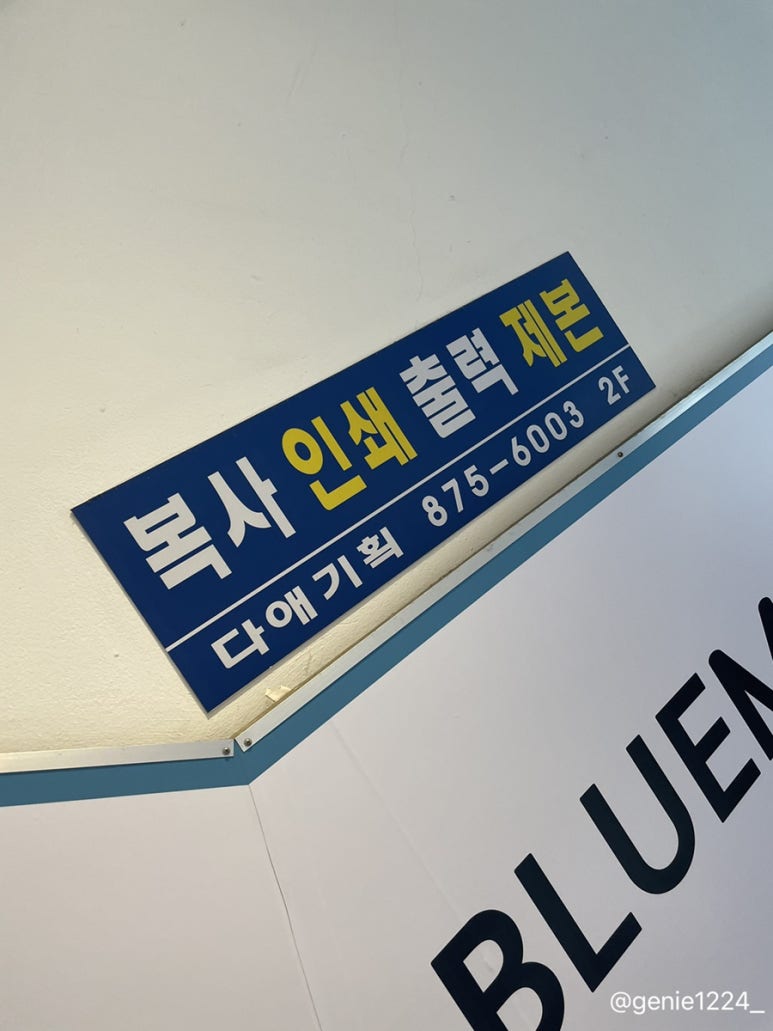 복사 인쇄 출력 제본
다애기획 875-6003 2F
BLUEM
@genie1224_